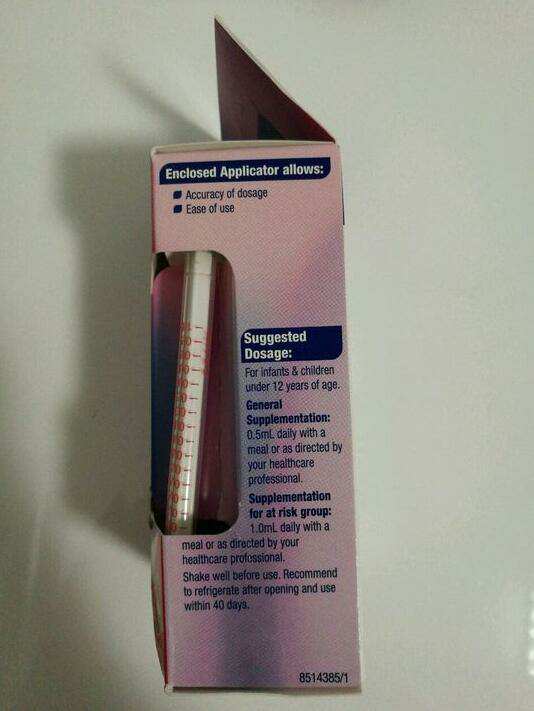 Enclosed Applicator allows:
Accuracy of dosage
Ease of use
Suggested
Dosage:
For infants & children
under 12 years of age.
General
Supplementation:
0.5mL daily with a
meal or as directed by
your healthcare
professional.
Supplementation
for at risk group:
1.0mL daily with a
meal or as directed by your
healthcare professional.
Shake well before use. Recommend
to refrigerate after opening and use
within 40 days.
8514385/1